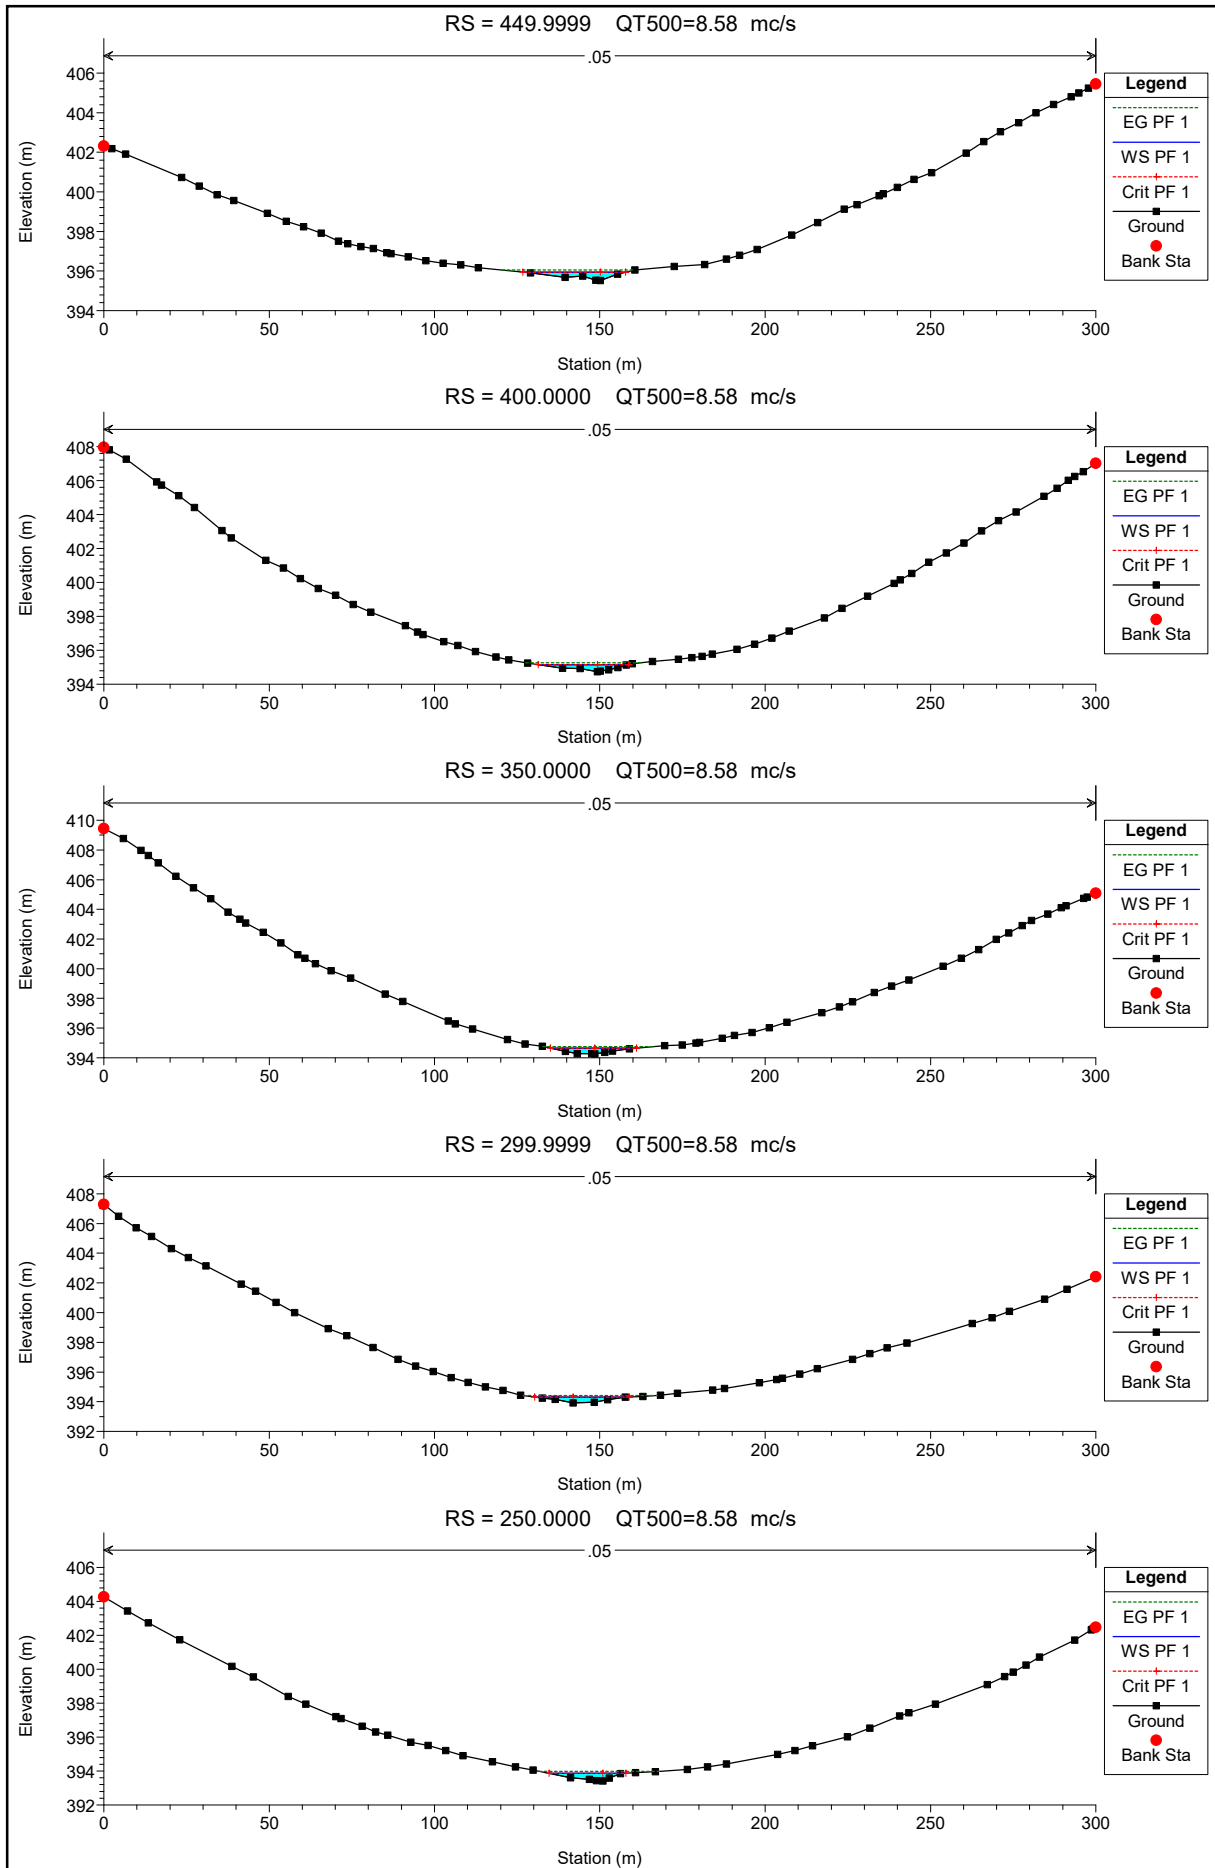 RS = 449.9999 QT500=8.58 mc/s
.05
Elevation (m)
406
404
402
400
398
396
394
0 50 100 150 200 250 300
Station (m)
Legend
EG PF 1
WS PF 1
Crit PF 1
Ground
Bank Sta
RS = 400.0000 QT500=8.58 mc/s
.05
Elevation (m)
408
406
404
402
400
398
396
394
0 50 100 150 200 250 300
Station (m)
Legend
EG PF 1
WS PF 1
Crit PF 1
Ground
Bank Sta
RS = 350.0000 QT500=8.58 mc/s
.05
Elevation (m)
410
408
406
404
402
400
398
396
394
0 50 100 150 200 250 300
Station (m)
Legend
EG PF 1
WS PF 1
Crit PF 1
Ground
Bank Sta
RS = 299.9999 QT500=8.58 mc/s
.05
Elevation (m)
408
406
404
402
400
398
396
394
392
0 50 100 150 200 250 300
Station (m)
Legend
EG PF 1
WS PF 1
Crit PF 1
Ground
Bank Sta
RS = 250.0000 QT500=8.58 mc/s
.05
Elevation (m)
406
404
402
400
398
396
394
392
0 50 100 150 200 250 300
Station (m)
Legend
EG PF 1
WS PF 1
Crit PF 1
Ground
Bank Sta